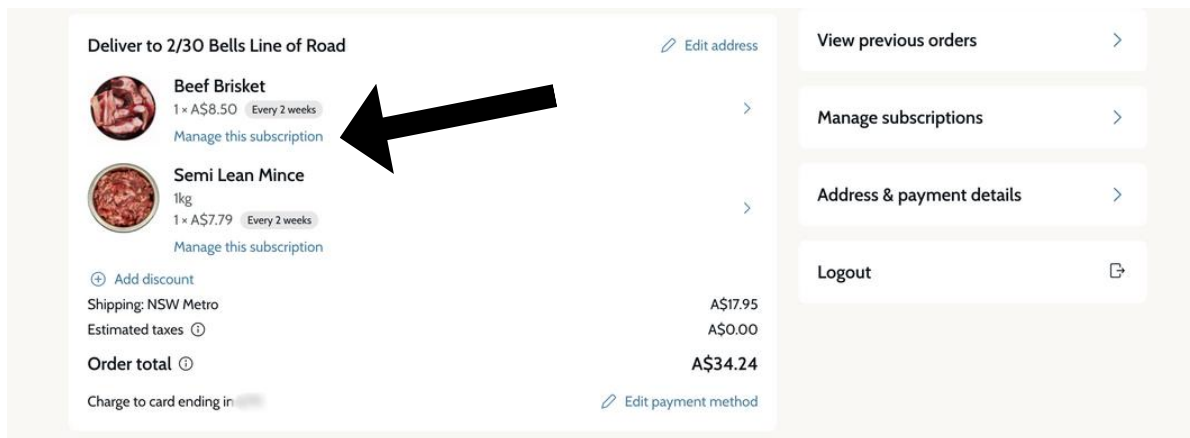 Deliver to 2/30 Bells Line of Road
Edit address
Beef Brisket
1 × A$8.50 Every 2 weeks
Manage this subscription
Semi Lean Mince
1kg
1 × A$7.79 Every 2 weeks
Manage this subscription
Add discount
Shipping: NSW Metro A$17.95
Estimated taxes A$0.00
Order total A$34.24
Charge to card ending in
Edit payment method
View previous orders
Manage subscriptions
Address & payment details
Logout